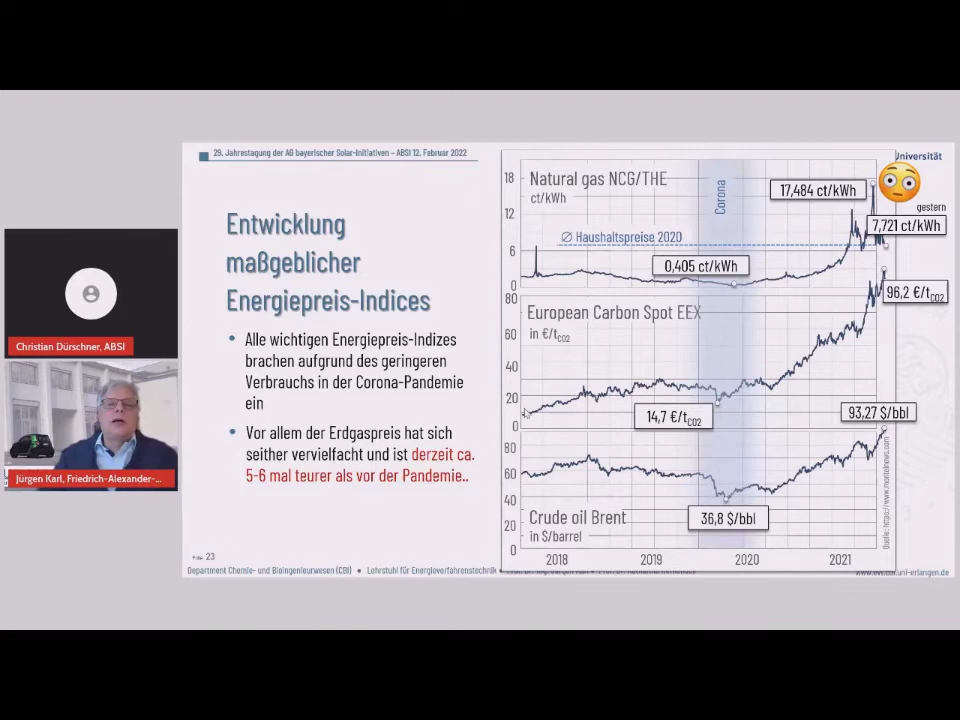 29. Jahrestagung der AG bayerischer Solar-Initiativen – ABSI 12. Februar 2022
Universität
Entwicklung
maßgeblicher
Energiepreis-Indices
• Alle wichtigen Energiepreis-Indizes
brachen aufgrund des geringeren
Verbrauchs in der Corona-Pandemie
ein
• Vor allem der Erdgaspreis hat sich
seither vervielfacht und ist derzeit ca.
5-6 mal teurer als vor der Pandemie..
Natural gas NCG/THE
ct/kWh
18
12
6
0
Corona
17,484 ct/kWh
gestern
7,721 ct/kWh
∅ Haushaltspreise 2020
0,405 ct/kWh
European Carbon Spot EEX
in €/tCO2
80
60
40
20
0
96,2 €/tCO2
14,7 €/tCO2
93,27 $/bbl
80
60
40
20
0
36,8 $/bbl
Crude oil Brent
in $/barrel
2018
2019
2020
2021
Quelle: https://www.montelnews.com
23
Department Chemie- und Bioingenieurwesen (CBI) • Lehrstuhl für Energieverfahrenstechnik •
Christian Dürschner, ABSI
Jürgen Karl, Friedrich-Alexander-...